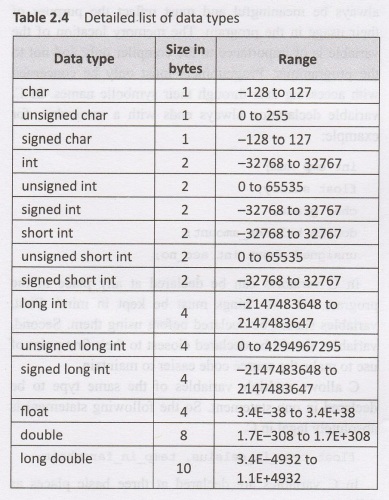 Table 2.4 Detailed list of data types
Data type Size in bytes Range
char 1 –128 to 127
unsigned char 1 0 to 255
signed char 1 –128 to 127
int 2 –32768 to 32767
unsigned int 2 0 to 65535
signed int 2 –32768 to 32767
short int 2 –32768 to 32767
unsigned short int 2 0 to 65535
signed short int 2 –32768 to 32767
long int 4 –2147483648 to
2147483647
unsigned long int 4 0 to 4294967295
signed long int 4 –2147483648 to
2147483647
float 4 3.4E–38 to 3.4E+38
double 8 1.7E–308 to 1.7E+308
long double 10 3.4E–4932 to
1.1E+4932